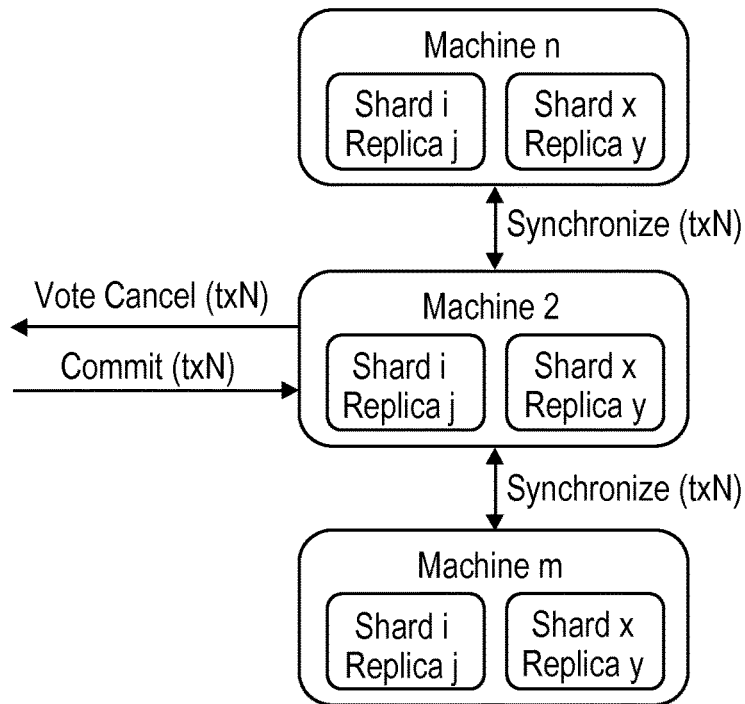 Machine n
Shard i
Replica j
Shard x
Replica y
Synchronize (txN)
Vote Cancel (txN)
Commit (txN)
Machine 2
Shard i
Replica j
Shard x
Replica y
Synchronize (txN)
Machine m
Shard i
Replica j
Shard x
Replica y